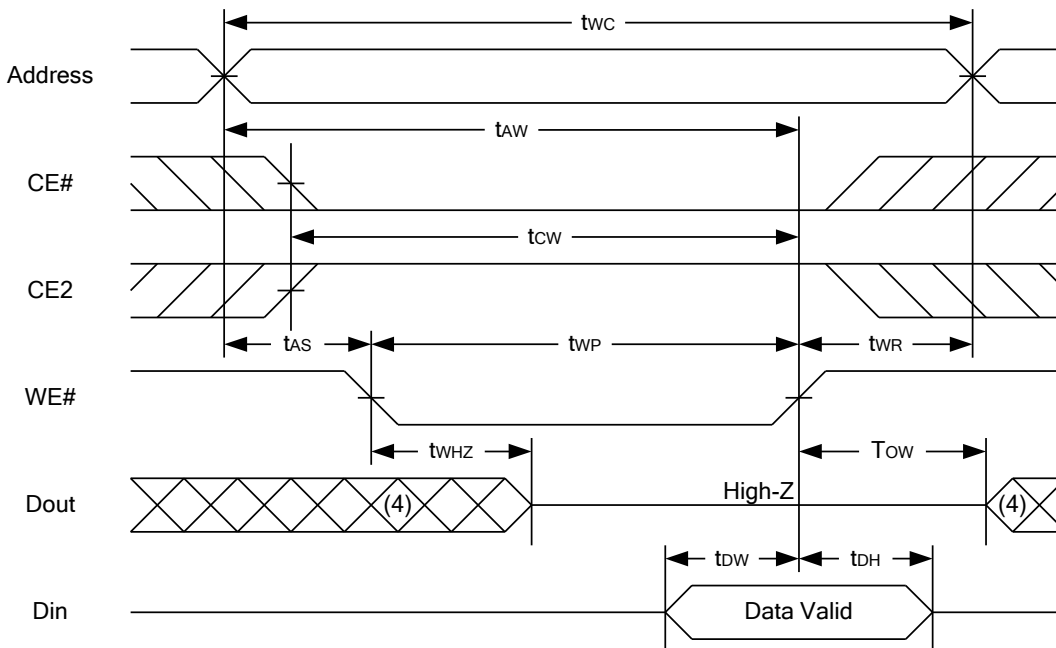 tWC
Address
tAW
CE#
tCW
CE2
tAS tWP tWR
WE#
tWHZ TOW
Dout (4) High-Z (4)
tDW tDH
Din Data Valid